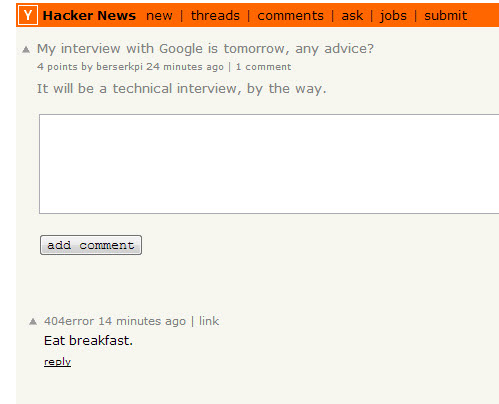 Y Hacker News new | threads | comments | ask | jobs | submit
My interview with Google is tomorrow, any advice?
4 points by berserkpi 24 minutes ago | 1 comment
It will be a technical interview, by the way.
add comment
404error 14 minutes ago | link
Eat breakfast.
reply